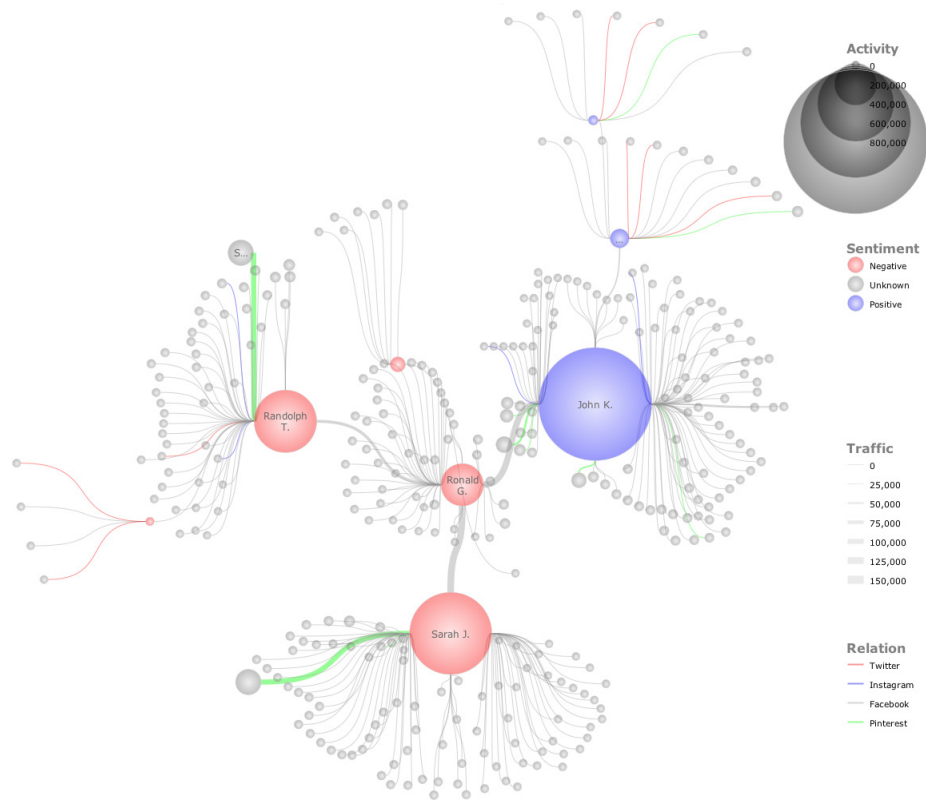 Activity
0
200,000
400,000
600,000
800,000
S...
...
Sentiment
Negative
Unknown
Positive
John K.
Randolph
T.
Ronald
G.
Traffic
0
25,000
50,000
75,000
100,000
125,000
150,000
Sarah J.
Relation
Twitter
Instagram
Facebook
Pinterest